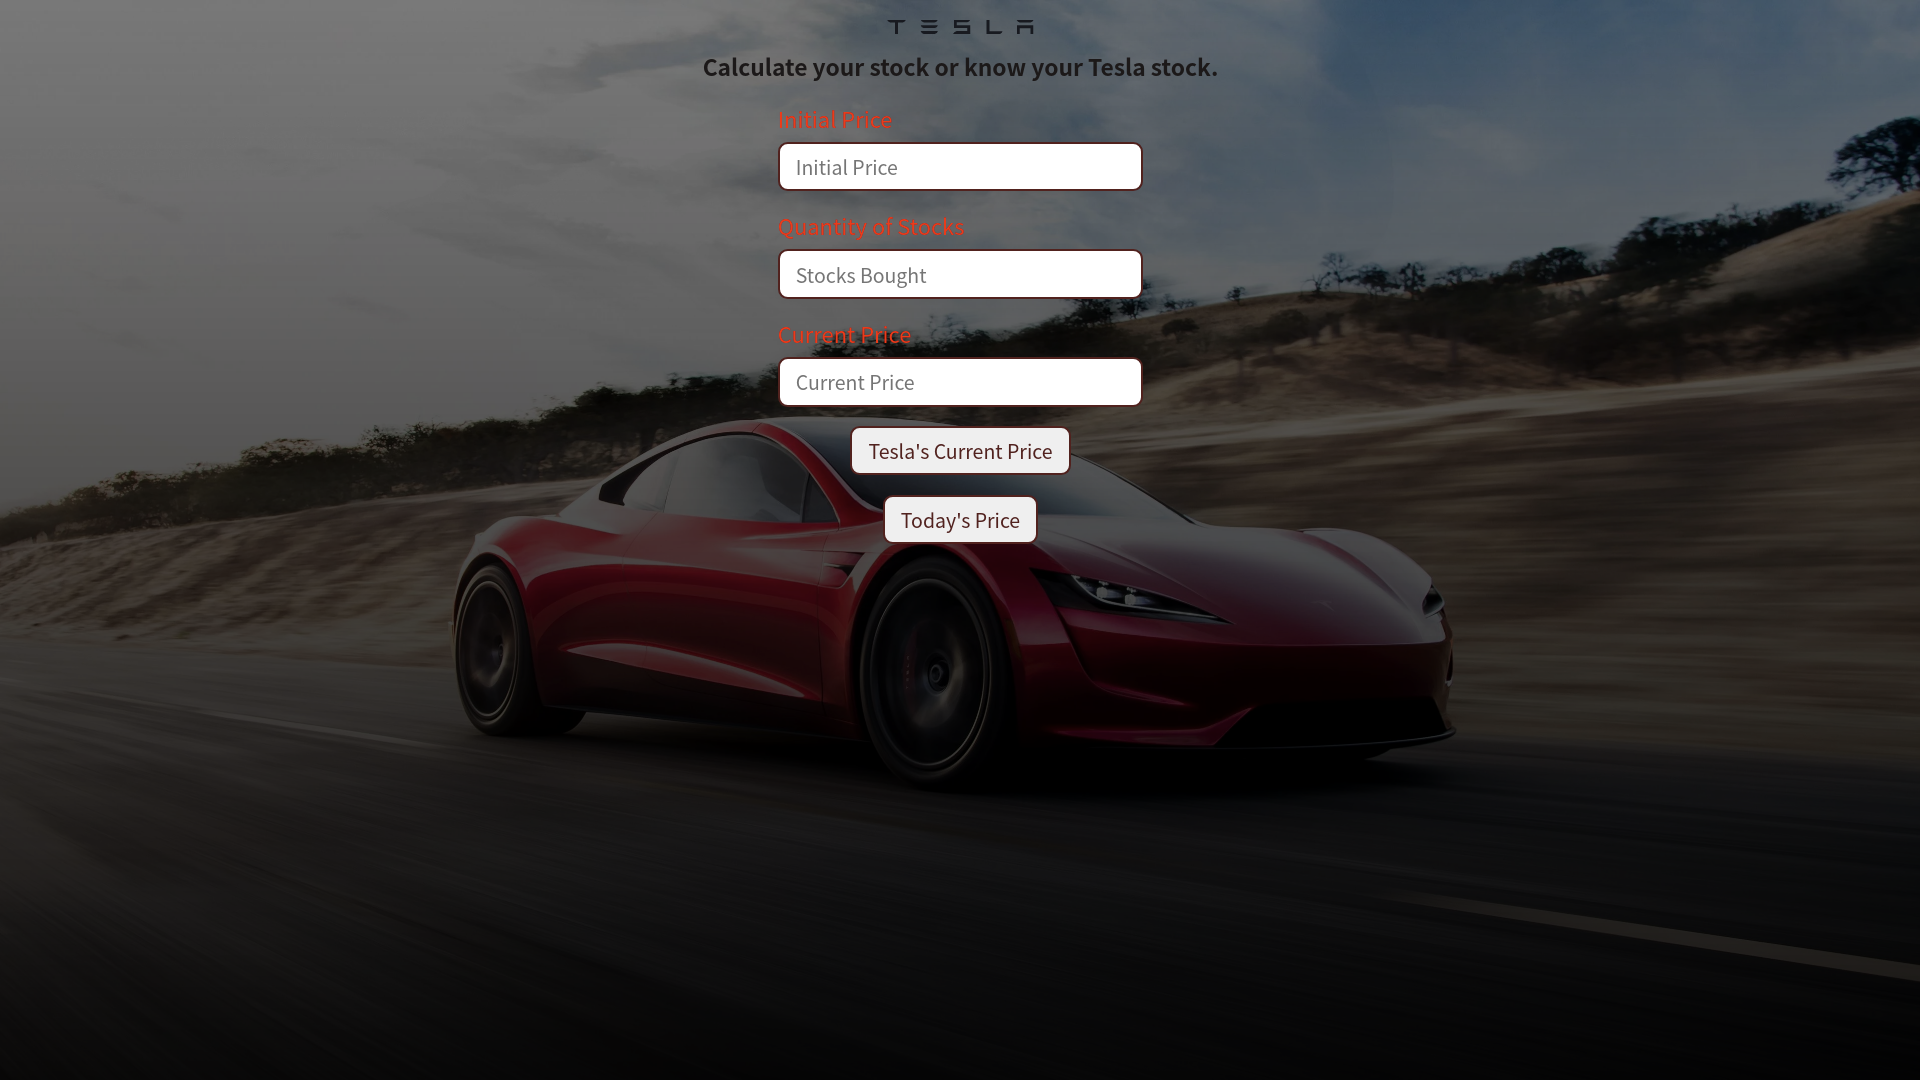 TESLA
Calculate your stock or know your Tesla stock.
Initial Price
Initial Price
Quantity of Stocks
Stocks Bought
Current Price
Current Price
Tesla's Current Price
Today's Price